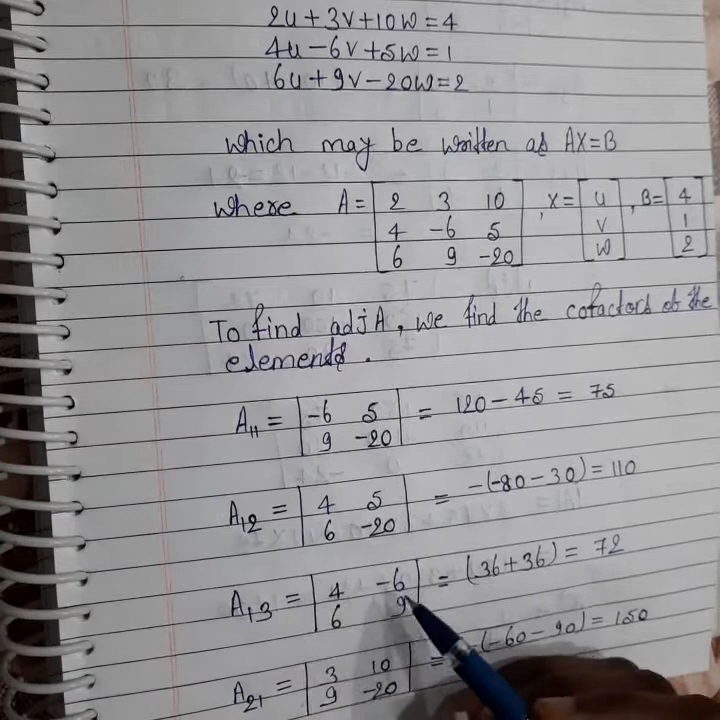 2u + 3v + 10w = 4
4u - 6v + 5w = 1
6u + 9v - 20w = 2
which may be written as AX = B
where A = [2 3 10, X = [u, B = [4
4 -6 5 v 1
6 9 -20] w] 2]
To find adj A, we find the cofactors of the
elements.
A11 = |-6 5| = 120 - 45 = 75
|9 -20|
A12 = |4 5| = -(-80 - 30) = 110
|6 -20|
A13 = |4 -6| = (36 + 36) = 72
|6 9|
A21 = |3 10| = -(-60 - 90) = 150
|9 -20|